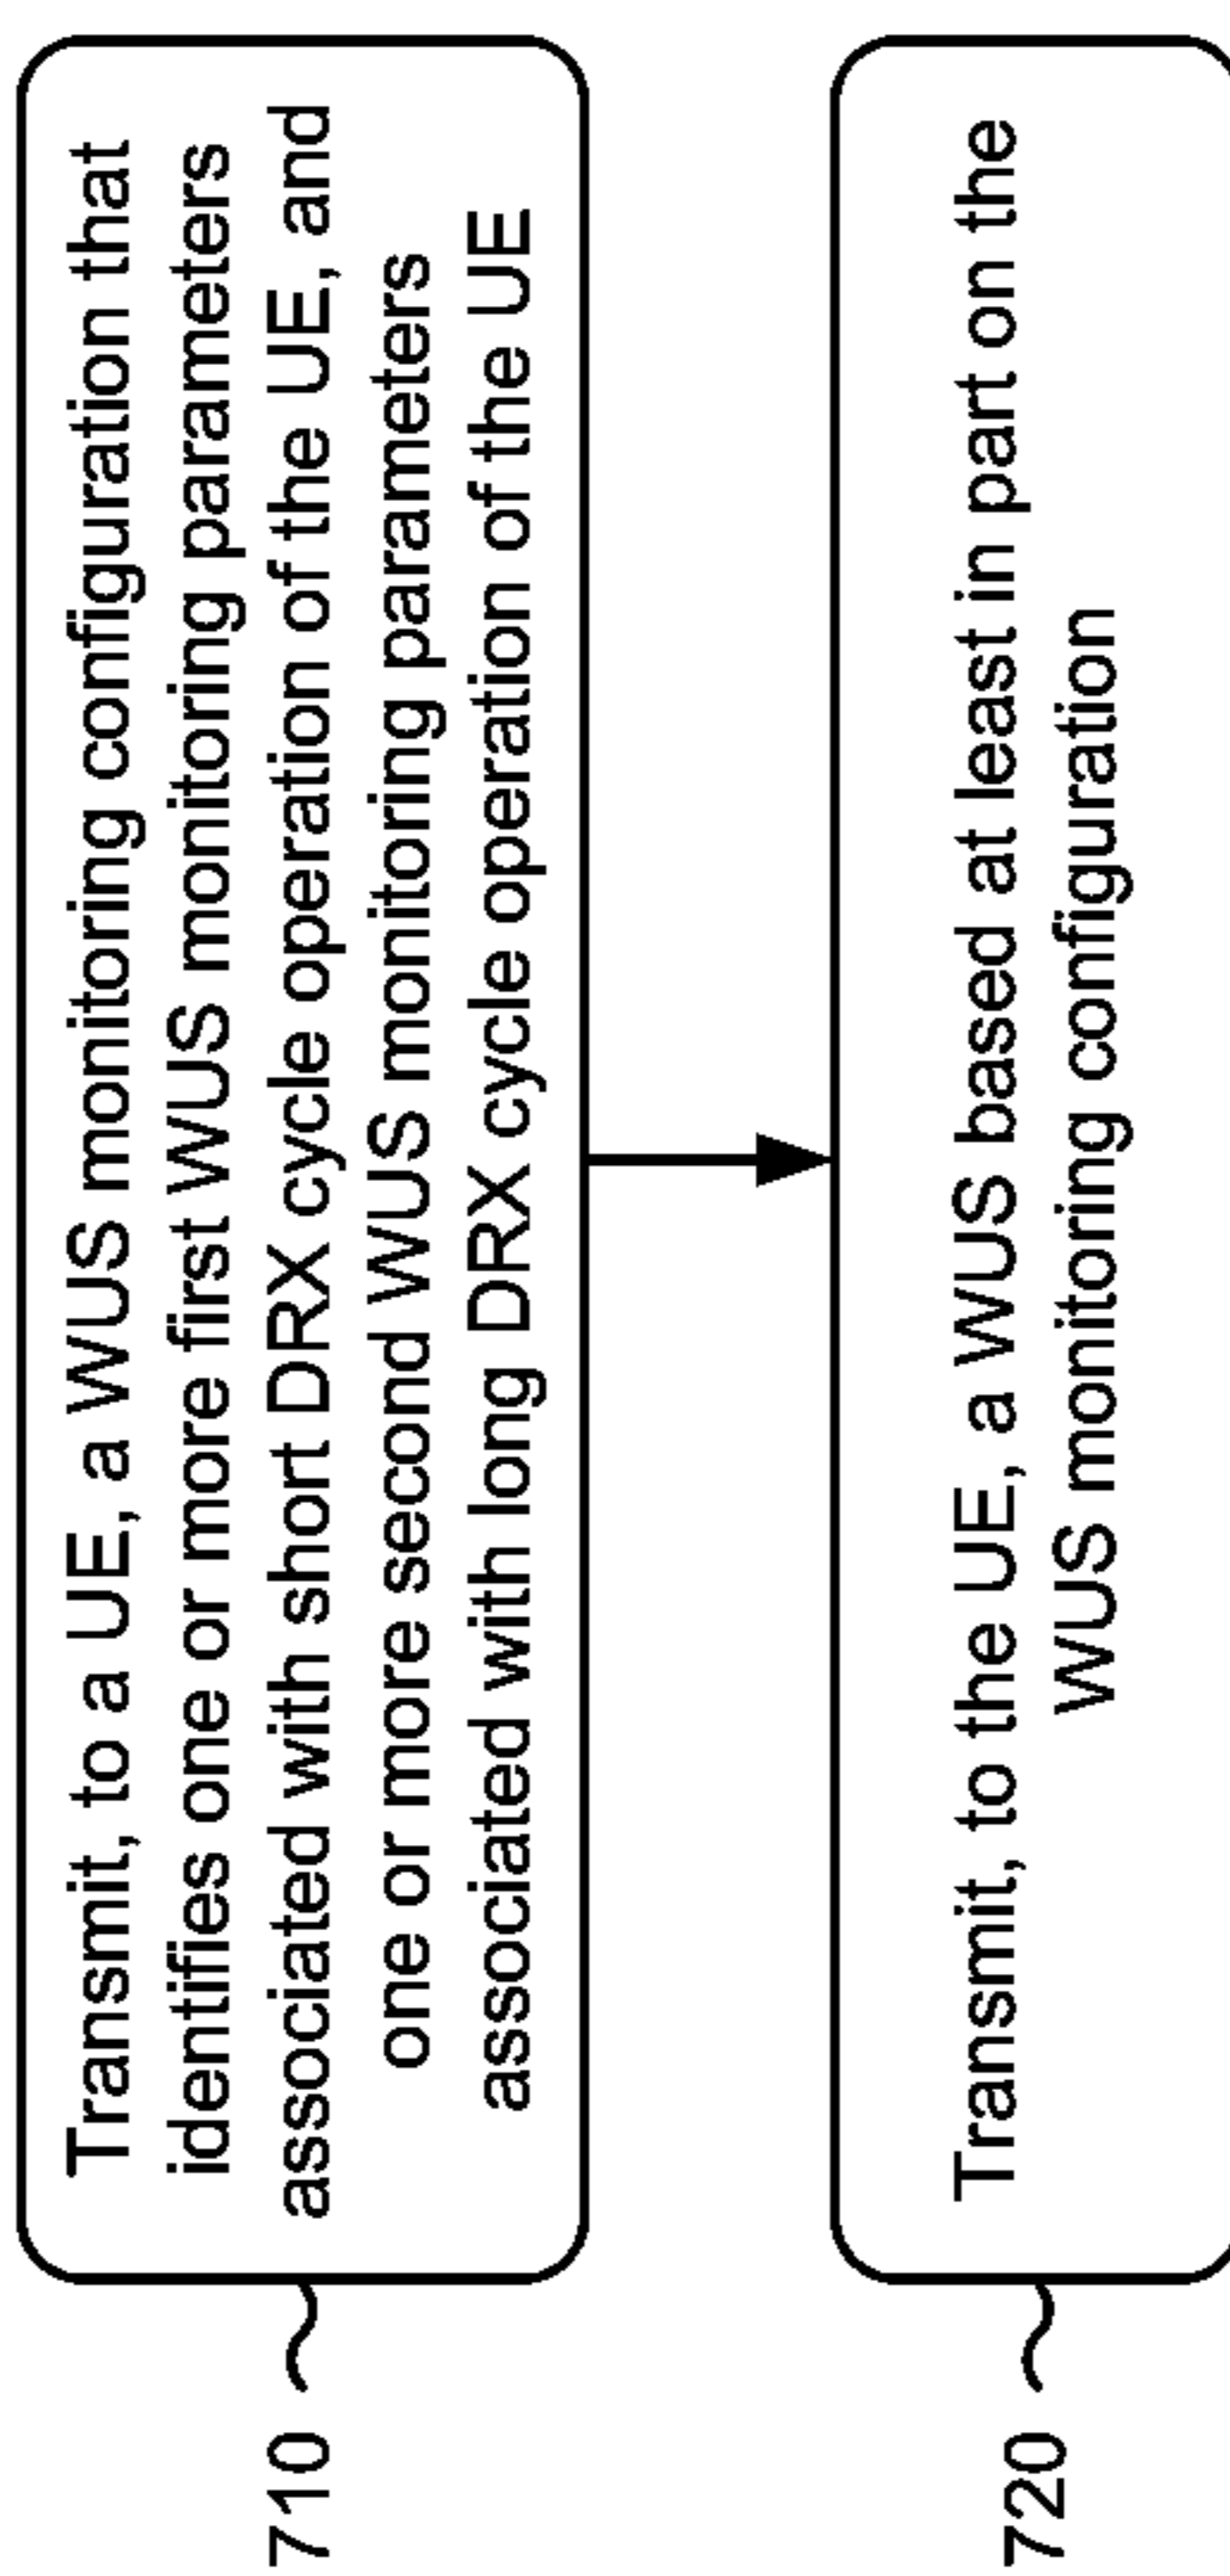 710
Transmit, to a UE, a WUS monitoring configuration that
identifies one or more first WUS monitoring parameters
associated with short DRX cycle operation of the UE, and
one or more second WUS monitoring parameters
associated with long DRX cycle operation of the UE
720
Transmit, to the UE, a WUS based at least in part on the
WUS monitoring configuration